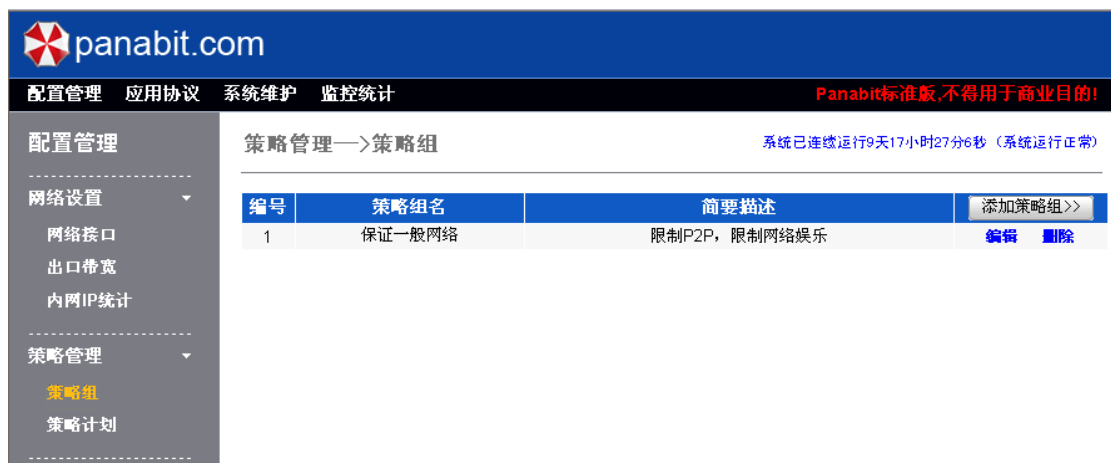 panabit.com
配置管理 应用协议 系统维护 监控统计 Panabit标准版,不得用于商业目的!
配置管理
策略管理—>策略组 系统已连续运行9天17小时27分6秒（系统运行正常）
网络设置
网络接口
出口带宽
内网IP统计
策略管理
策略组
策略计划
编号 策略组名 简要描述 添加策略组>>
1 保证一般网络 限制P2P，限制网络娱乐 编辑 删除